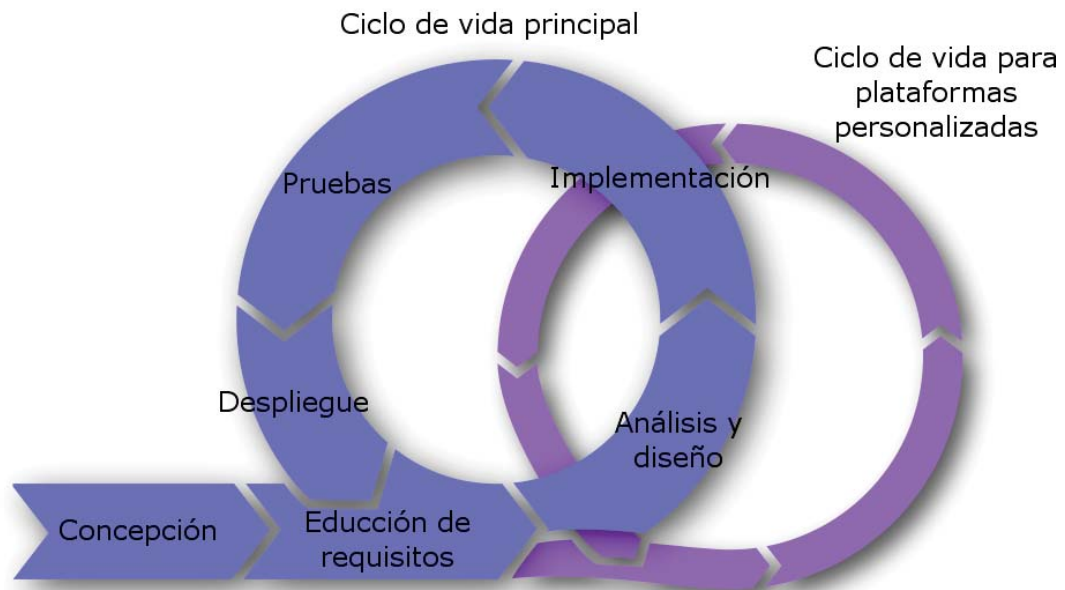 Ciclo de vida principal
Ciclo de vida para
plataformas
personalizadas
Pruebas
Implementación
Despliegue
Análisis y
diseño
Concepción
Educción de
requisitos